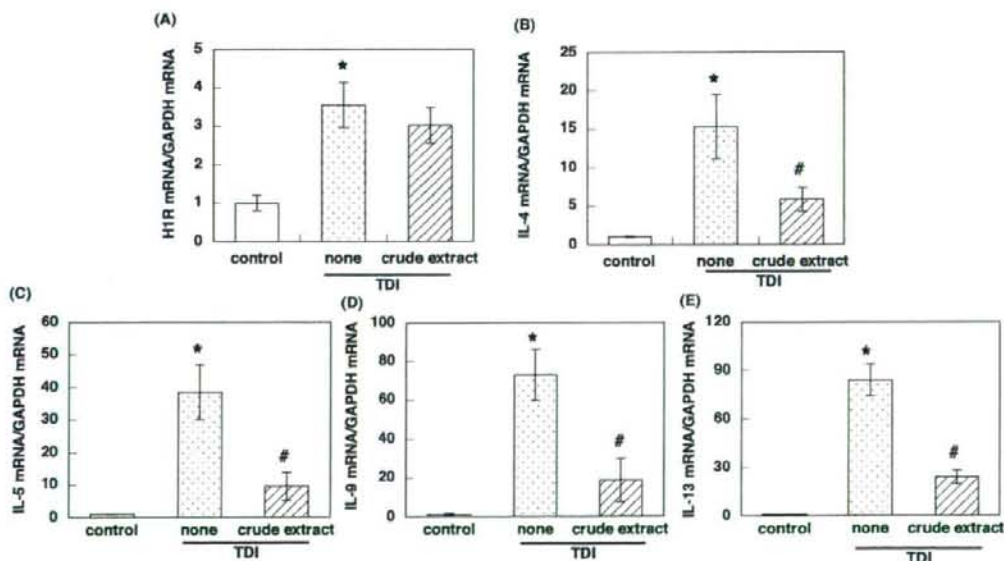 (A)
H1R mRNA/GAPDH mRNA
5
4
3
2
1
0
*
control
none
crude extract
TDI
(B)
IL-4 mRNA/GAPDH mRNA
25
20
15
10
5
0
*
#
control
none
crude extract
TDI
(C)
IL-5 mRNA/GAPDH mRNA
60
50
40
30
20
10
0
*
#
control
none
crude extract
TDI
(D)
IL-9 mRNA/GAPDH mRNA
100
80
60
40
20
0
*
#
control
none
crude extract
TDI
(E)
IL-13 mRNA/GAPDH mRNA
120
90
60
30
0
*
#
control
none
crude extract
TDI